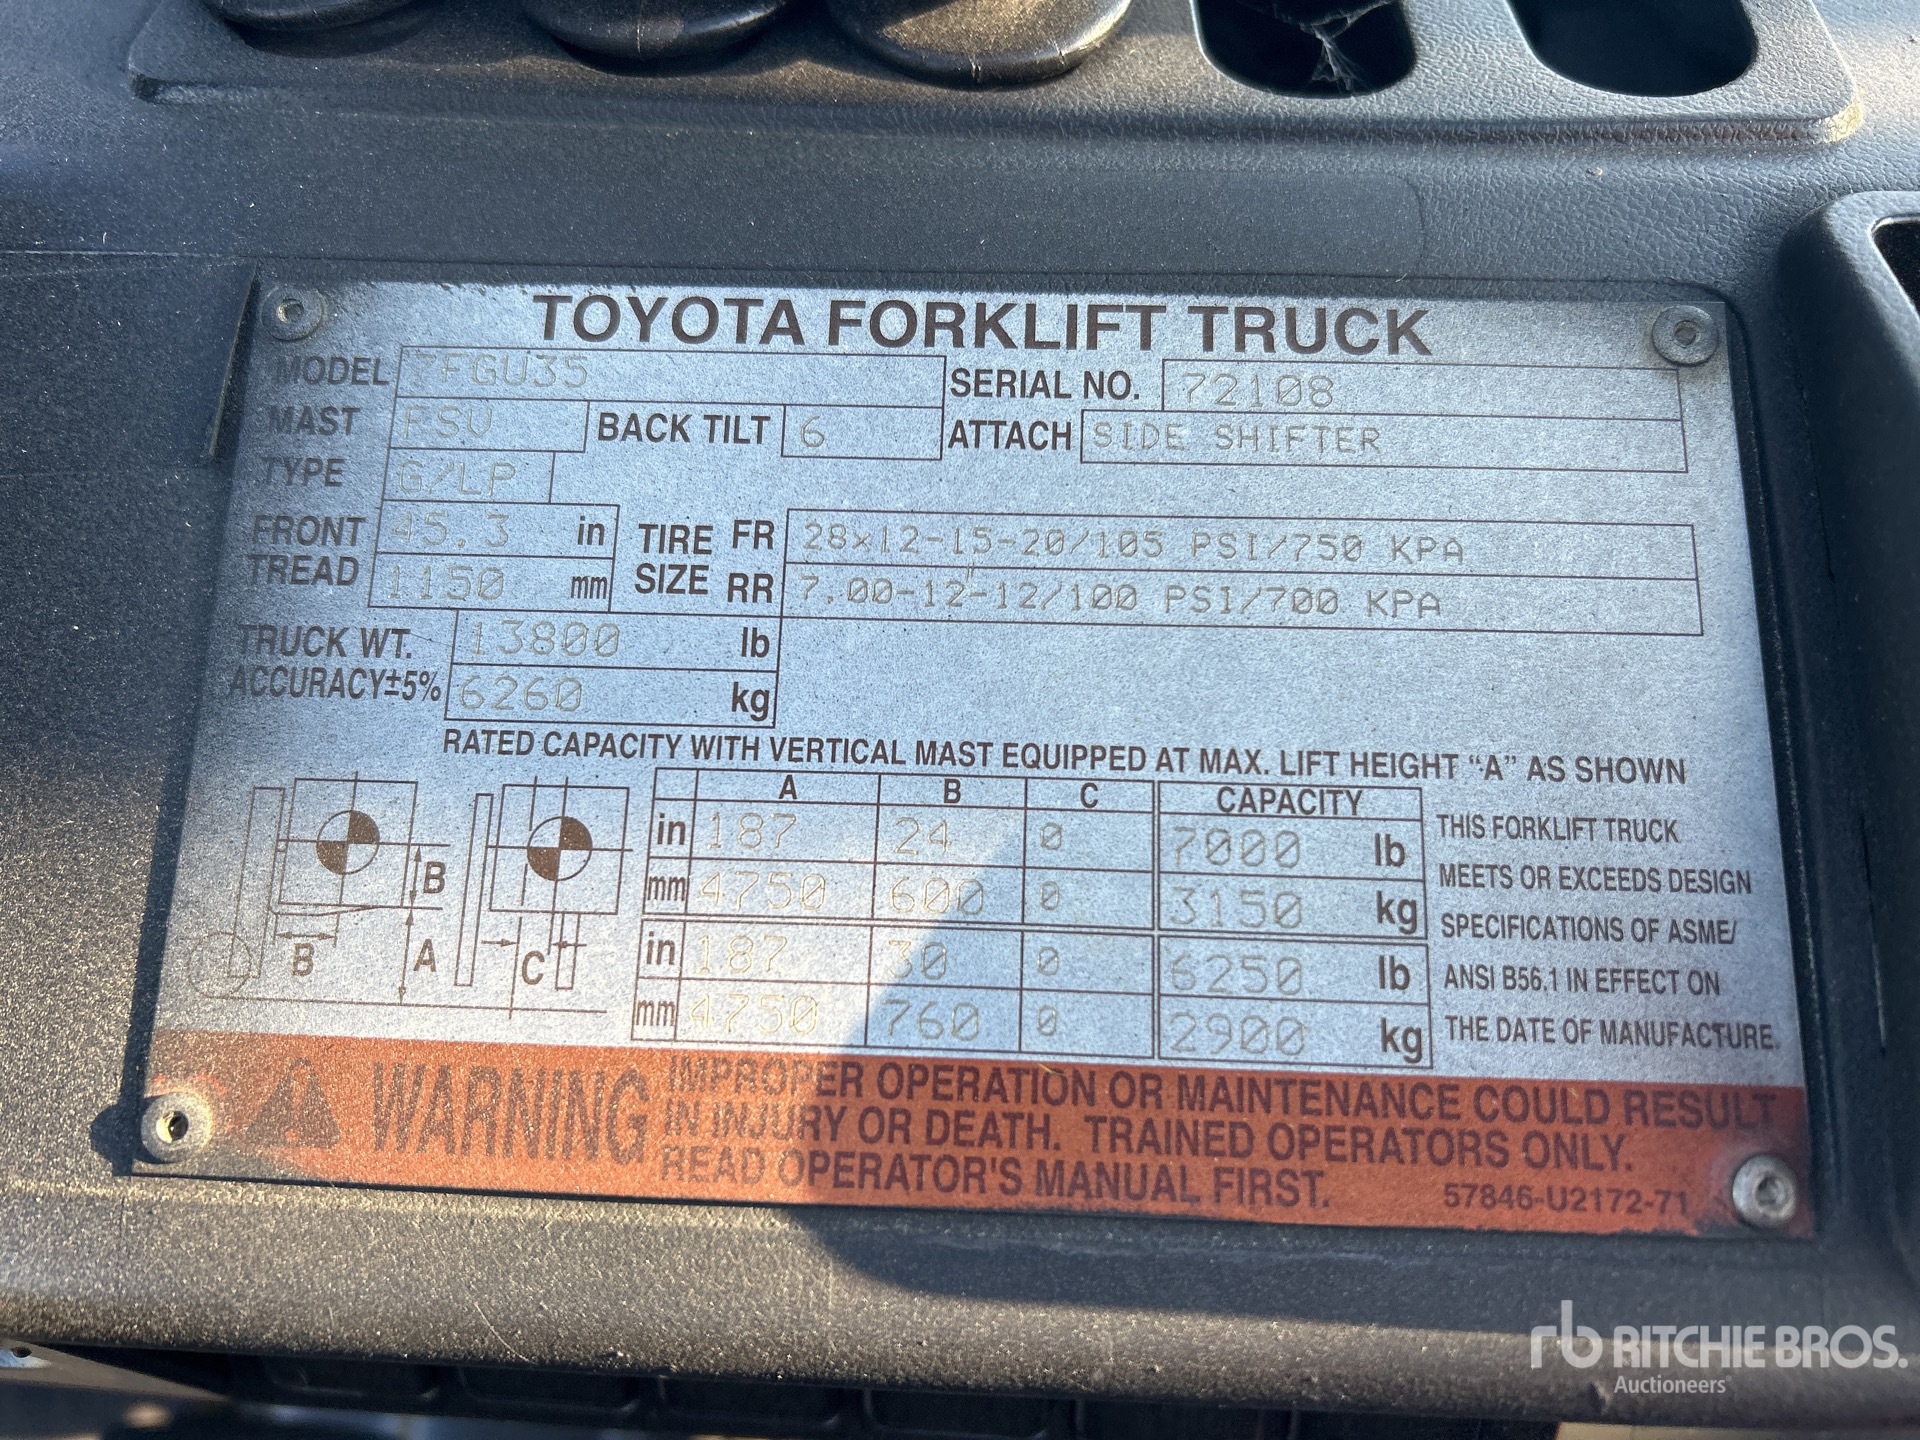 TOYOTA FORKLIFT TRUCK
MODEL 7FGU35 SERIAL NO. 72108
MAST FSV BACK TILT 6 ATTACH SIDE SHIFTER
TYPE G/LP
FRONT TREAD 45.3 in TIRE SIZE FR 28x12-15-20/105 PSI/750 KPA
1150 mm RR 7.00-12-12/100 PSI/700 KPA
TRUCK WT. 13800 lb
ACCURACY±5% 6260 kg
RATED CAPACITY WITH VERTICAL MAST EQUIPPED AT MAX. LIFT HEIGHT "A" AS SHOWN
A B C CAPACITY
in 187 24 0 7000 lb
mm 4750 600 0 3150 kg
in 187 30 0 6250 lb
mm 4750 760 0 2900 kg
B
B A C
THIS FORKLIFT TRUCK
MEETS OR EXCEEDS DESIGN
SPECIFICATIONS OF ASME/
ANSI B56.1 IN EFFECT ON
THE DATE OF MANUFACTURE.
WARNING
IMPROPER OPERATION OR MAINTENANCE COULD RESULT
IN INJURY OR DEATH. TRAINED OPERATORS ONLY.
READ OPERATOR'S MANUAL FIRST. 57846-U2172-71
rb RITCHIE BROS.
Auctioneers